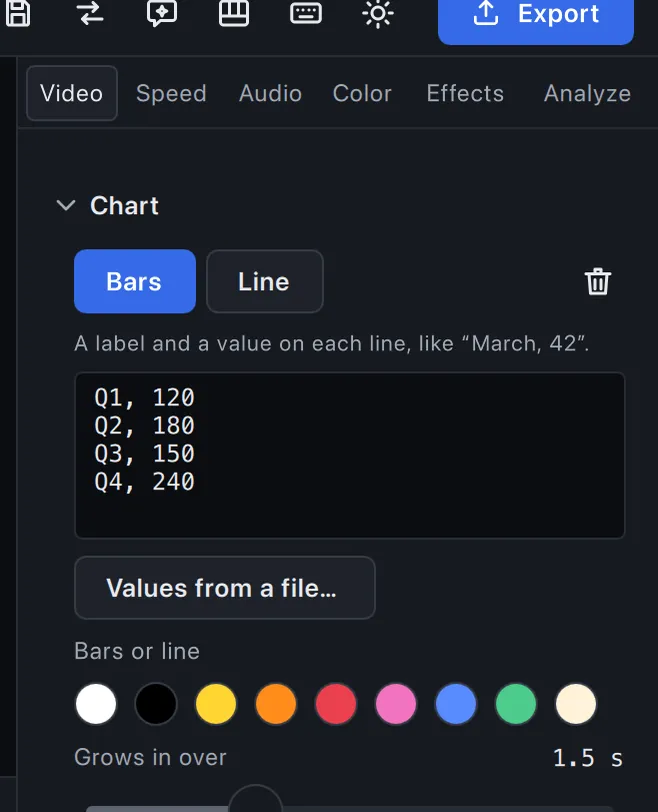 Export
Video Speed Audio Color Effects Analyze
Chart
Bars Line
A label and a value on each line, like “March, 42”.
Q1, 120
Q2, 180
Q3, 150
Q4, 240
Values from a file…
Bars or line
Grows in over 1.5 s